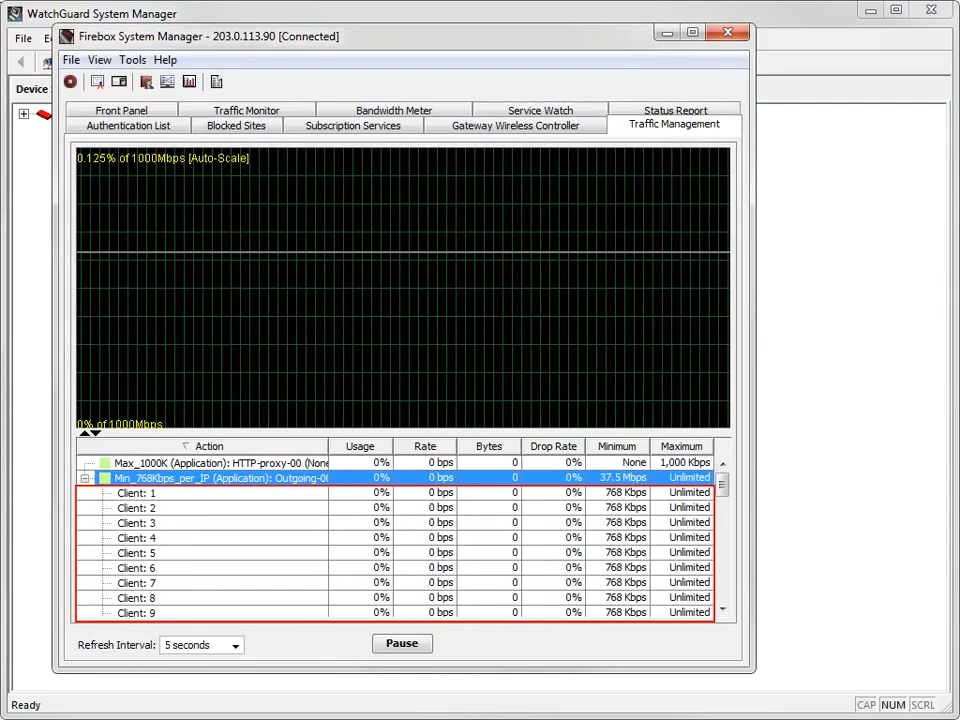 WatchGuard System Manager
File
Device
Firebox System Manager - 203.0.113.90 [Connected]
File View Tools Help
Front Panel Traffic Monitor Bandwidth Meter Service Watch Status Report
Authentication List Blocked Sites Subscription Services Gateway Wireless Controller Traffic Management
0.125% of 1000Mbps [Auto-Scale]
0% of 1000Mbps
Action Usage Rate Bytes Drop Rate Minimum Maximum
Max_1000K (Application): HTTP-proxy-00 (None 0% 0 bps 0 0% None 1,000 Kbps
Min_768Kbps_per_IP (Application): Outgoing-00 0% 0 bps 0 0% 37.5 Mbps Unlimited
Client: 1 0% 0 bps 0 0% 768 Kbps Unlimited
Client: 2 0% 0 bps 0 0% 768 Kbps Unlimited
Client: 3 0% 0 bps 0 0% 768 Kbps Unlimited
Client: 4 0% 0 bps 0 0% 768 Kbps Unlimited
Client: 5 0% 0 bps 0 0% 768 Kbps Unlimited
Client: 6 0% 0 bps 0 0% 768 Kbps Unlimited
Client: 7 0% 0 bps 0 0% 768 Kbps Unlimited
Client: 8 0% 0 bps 0 0% 768 Kbps Unlimited
Client: 9 0% 0 bps 0 0% 768 Kbps Unlimited
Refresh Interval: 5 seconds Pause
Ready CAP NUM SCRL